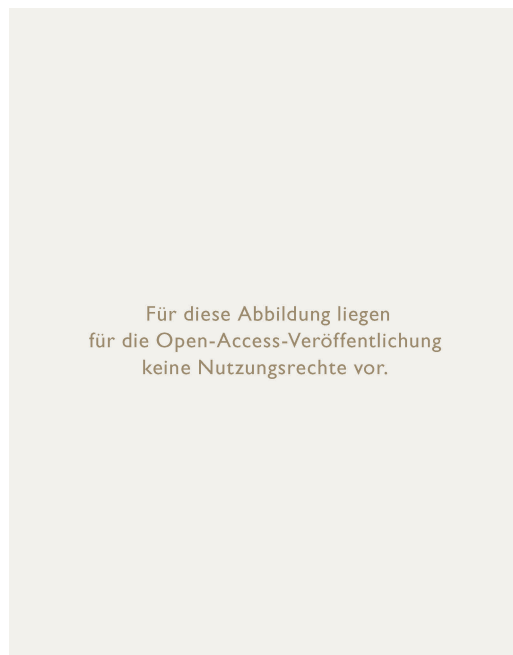 Für diese Abbildung liegen
für die Open-Access-Veröffentlichung
keine Nutzungsrechte vor.